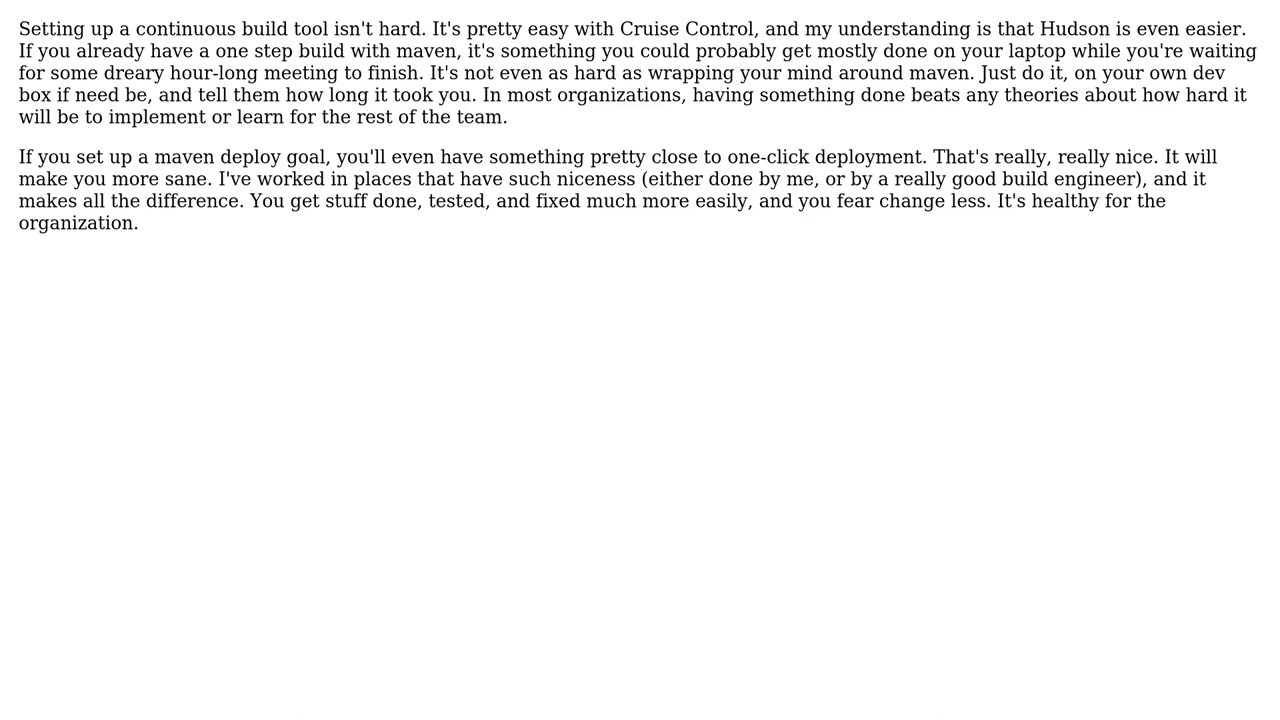 Setting up a continuous build tool isn't hard. It's pretty easy with Cruise Control, and my understanding is that Hudson is even easier.
If you already have a one step build with maven, it's something you could probably get mostly done on your laptop while you're waiting
for some dreary hour-long meeting to finish. It's not even as hard as wrapping your mind around maven. Just do it, on your own dev
box if need be, and tell them how long it took you. In most organizations, having something done beats any theories about how hard it
will be to implement or learn for the rest of the team.
If you set up a maven deploy goal, you'll even have something pretty close to one-click deployment. That's really, really nice. It will
make you more sane. I've worked in places that have such niceness (either done by me, or by a really good build engineer), and it
makes all the difference. You get stuff done, tested, and fixed much more easily, and you fear change less. It's healthy for the
organization.